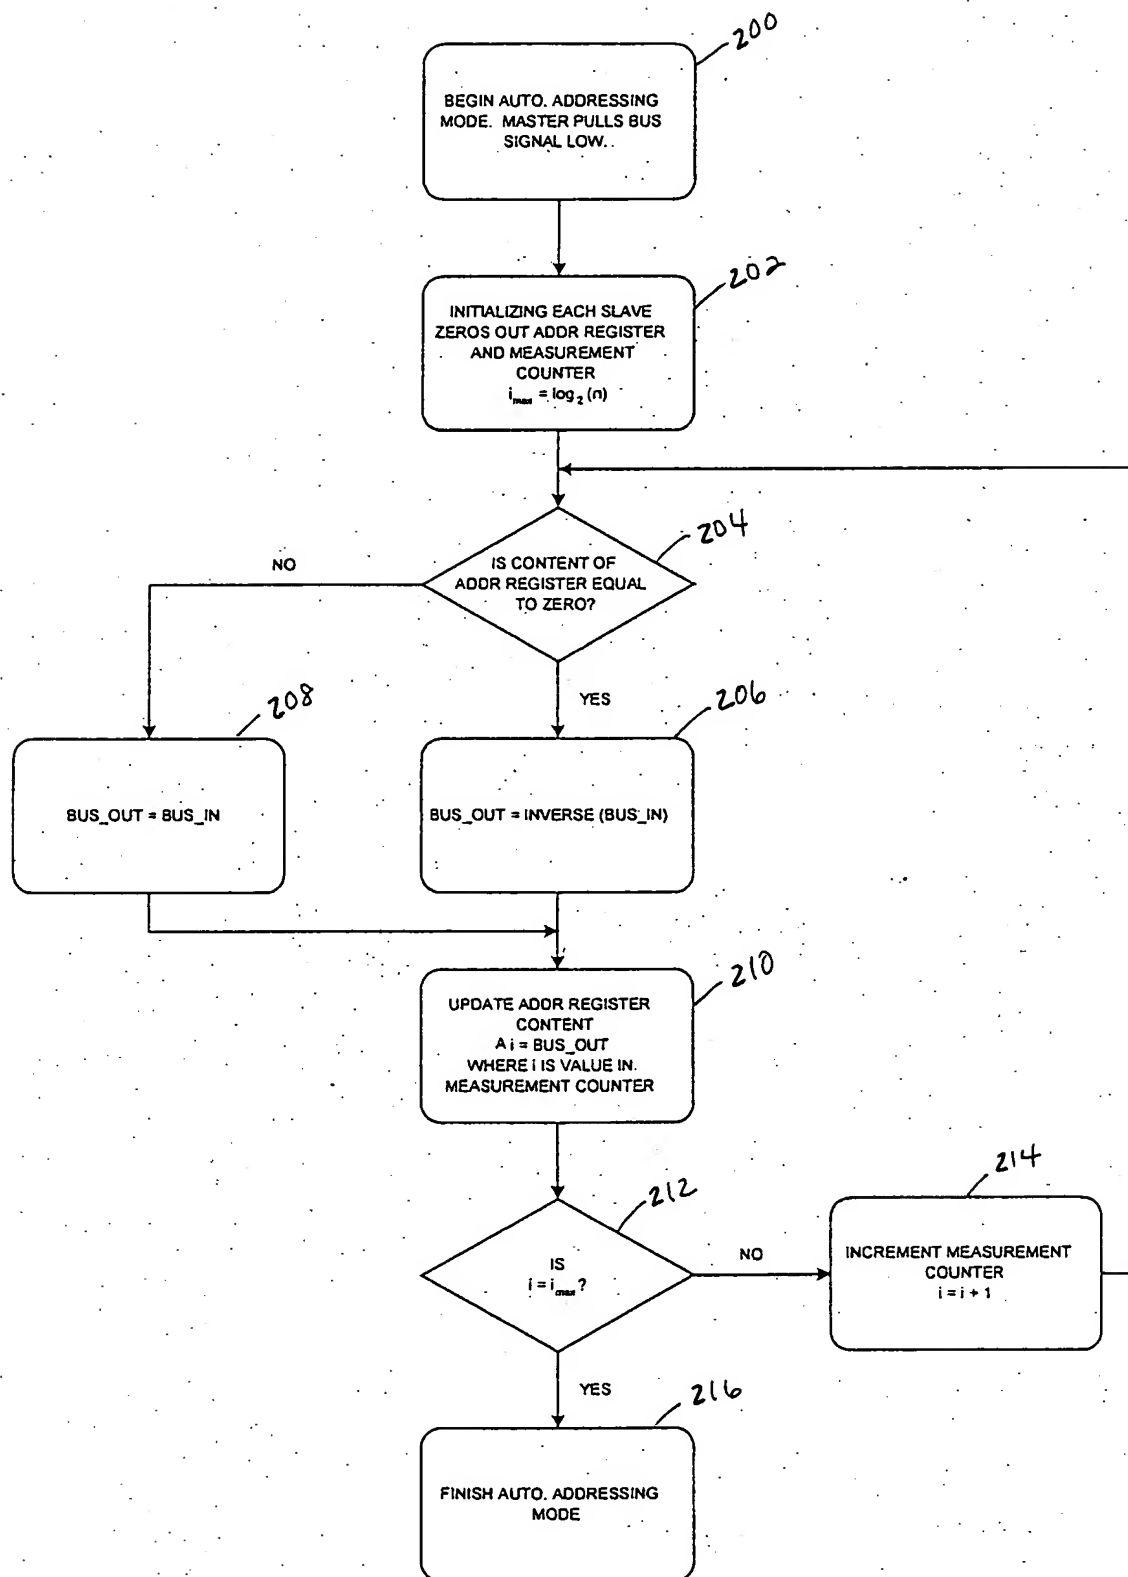 200
BEGIN AUTO. ADDRESSING
MODE. MASTER PULLS BUS
SIGNAL LOW.
202
INITIALIZING EACH SLAVE
ZEROS OUT ADDR REGISTER
AND MEASUREMENT
COUNTER
i_max = log_2 (n)
204
IS CONTENT OF
ADDR REGISTER EQUAL
TO ZERO?
NO
YES
208
206
BUS_OUT = BUS_IN
BUS_OUT = INVERSE (BUS_IN)
210
UPDATE ADDR REGISTER
CONTENT
A i = BUS_OUT
WHERE i IS VALUE IN
MEASUREMENT COUNTER
212
IS
i = i_max ?
NO
214
INCREMENT MEASUREMENT
COUNTER
i = i + 1
YES
216
FINISH AUTO. ADDRESSING
MODE